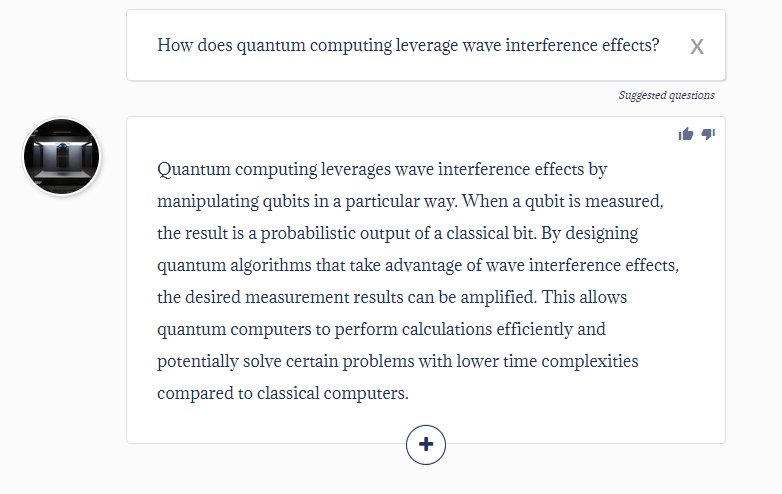 How does quantum computing leverage wave interference effects?
X
Suggested questions
Quantum computing leverages wave interference effects by
manipulating qubits in a particular way. When a qubit is measured,
the result is a probabilistic output of a classical bit. By designing
quantum algorithms that take advantage of wave interference effects,
the desired measurement results can be amplified. This allows
quantum computers to perform calculations efficiently and
potentially solve certain problems with lower time complexities
compared to classical computers.